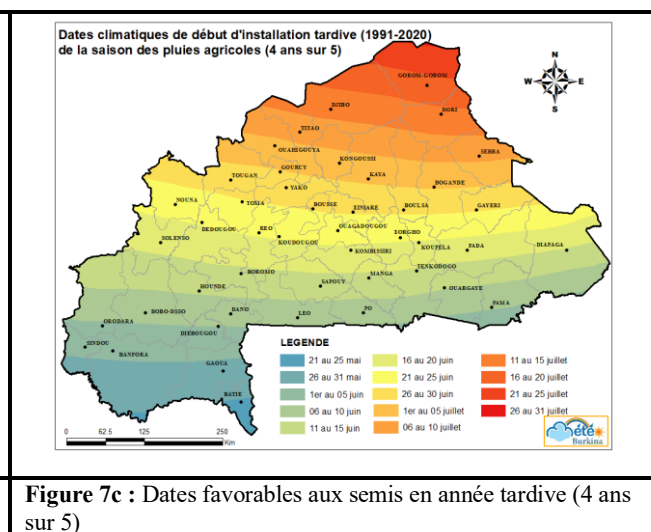 Dates climatiques de début d'installation tardive (1991-2020)
de la saison des pluies agricoles (4 ans sur 5)
N
W
E
S
GOROM-GOROM
DJIBO
DORI
TITAO
OUAHIGOUYA
SEBBA
KONGOUSSI
GOURCY
TOUGAN
KAYA
YAKO
BOGANDE
NOUNA
TOMA
BOUSSE
ZINIARE
BOULSA
GAYERI
DEDOUGOU
REO
OUAGADOUGOU
SOLENSO
KOUDOUGOU
ZORGHO
KOUPELA
FADA
DIAPAGA
KOMBISSIRI
BOROMO
MANGA
TENKODOGO
HOUNDE
SAPOUY
OUARGAYE
PAMA
BOBO-DSSO
DANO
LEO
PO
ORODARA
DIEBOUGOU
SINDOU
BANFORA
GAOUA
BATIE
LEGENDE
21 au 25 mai
16 au 20 juin
11 au 15 juillet
26 au 31 mai
21 au 25 juin
16 au 20 juillet
1er au 05 juin
26 au 30 juin
21 au 25 juillet
06 au 10 juin
1er au 05 juillet
26 au 31 juillet
11 au 15 juin
06 au 10 juillet
0 62.5 125 250
Km
été
Burkina
Figure 7c : Dates favorables aux semis en année tardive (4 ans
sur 5)